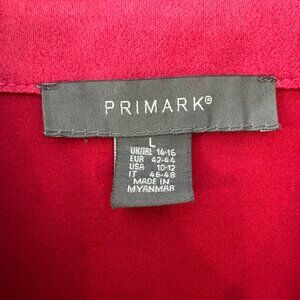 PRIMARK®
L
UK/IRL 14-16
EUR 42-44
USA 10-12
IT 46-48
MADE IN
MYANMAR